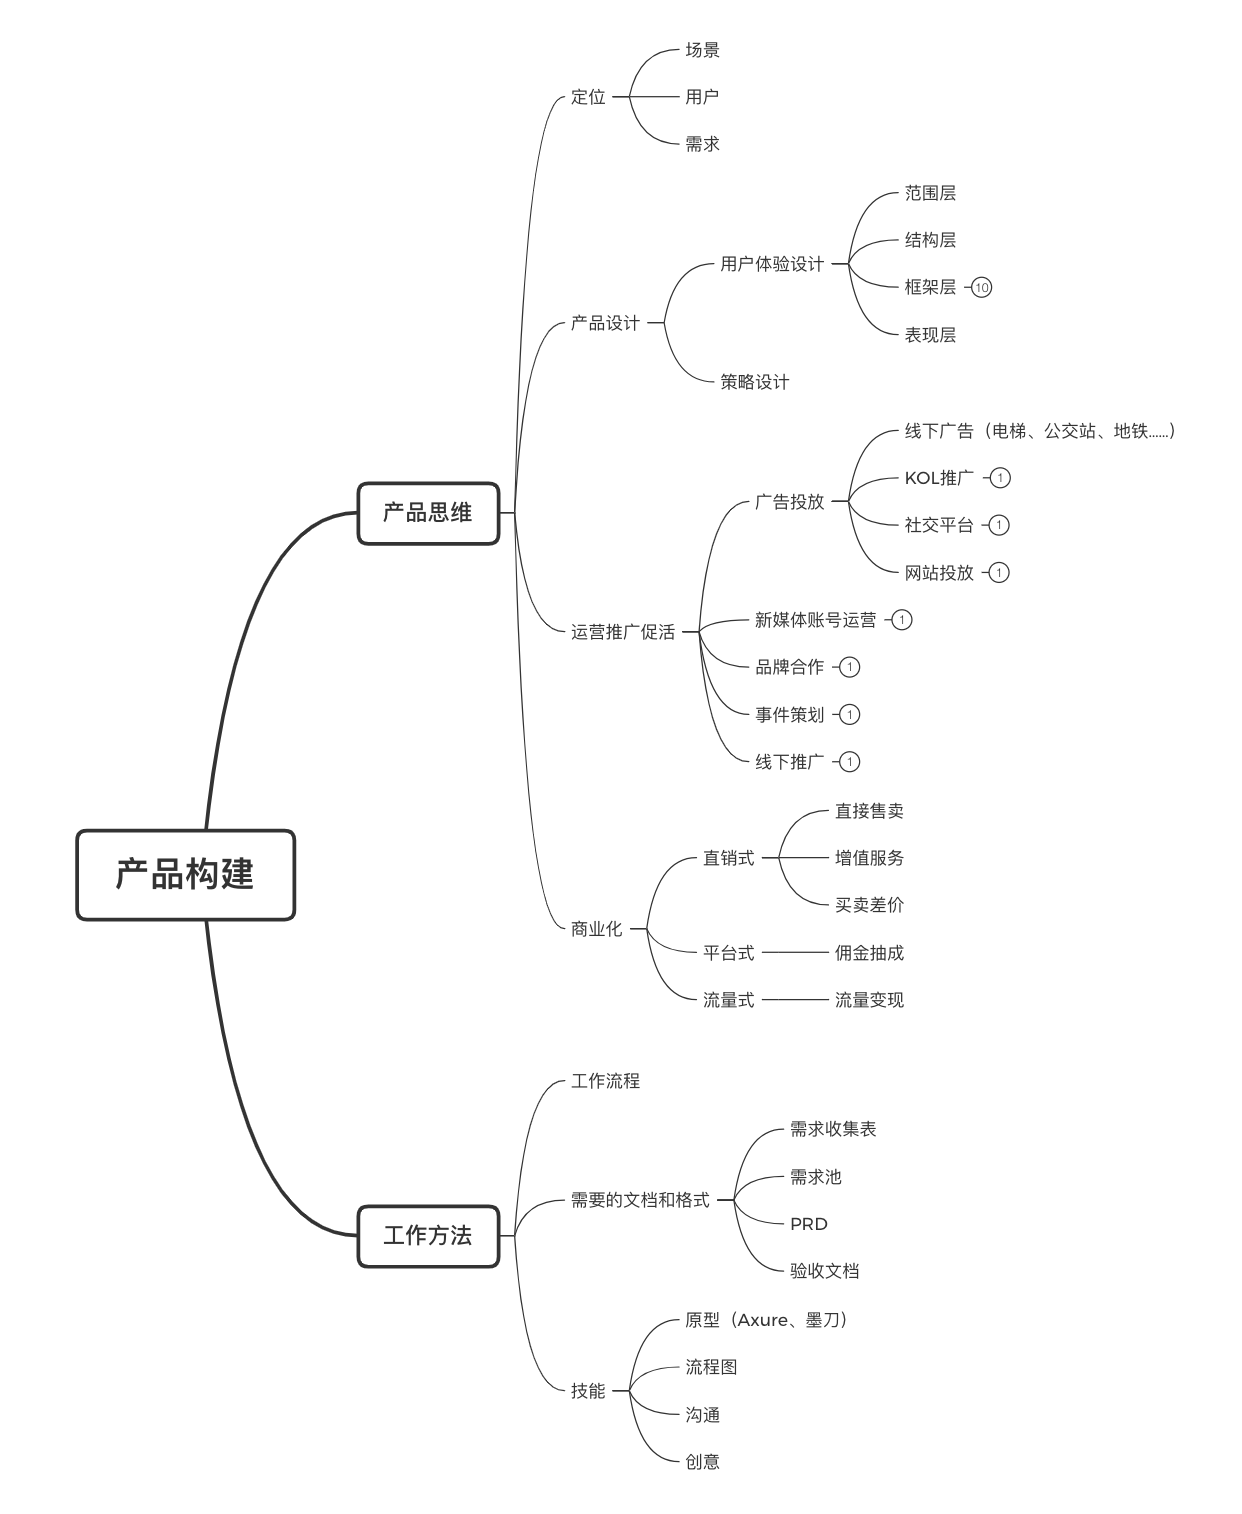 产品构建
产品思维
定位
场景
用户
需求
产品设计
用户体验设计
范围层
结构层
框架层 10
表现层
策略设计
运营推广促活
广告投放
线下广告（电梯、公交站、地铁......）
KOL推广 1
社交平台 1
网站投放 1
新媒体账号运营 1
品牌合作 1
事件策划 1
线下推广 1
商业化
直销式
直接售卖
增值服务
买卖差价
平台式
佣金抽成
流量式
流量变现
工作方法
工作流程
需要的文档和格式
需求收集表
需求池
PRD
验收文档
技能
原型（Axure、墨刀）
流程图
沟通
创意